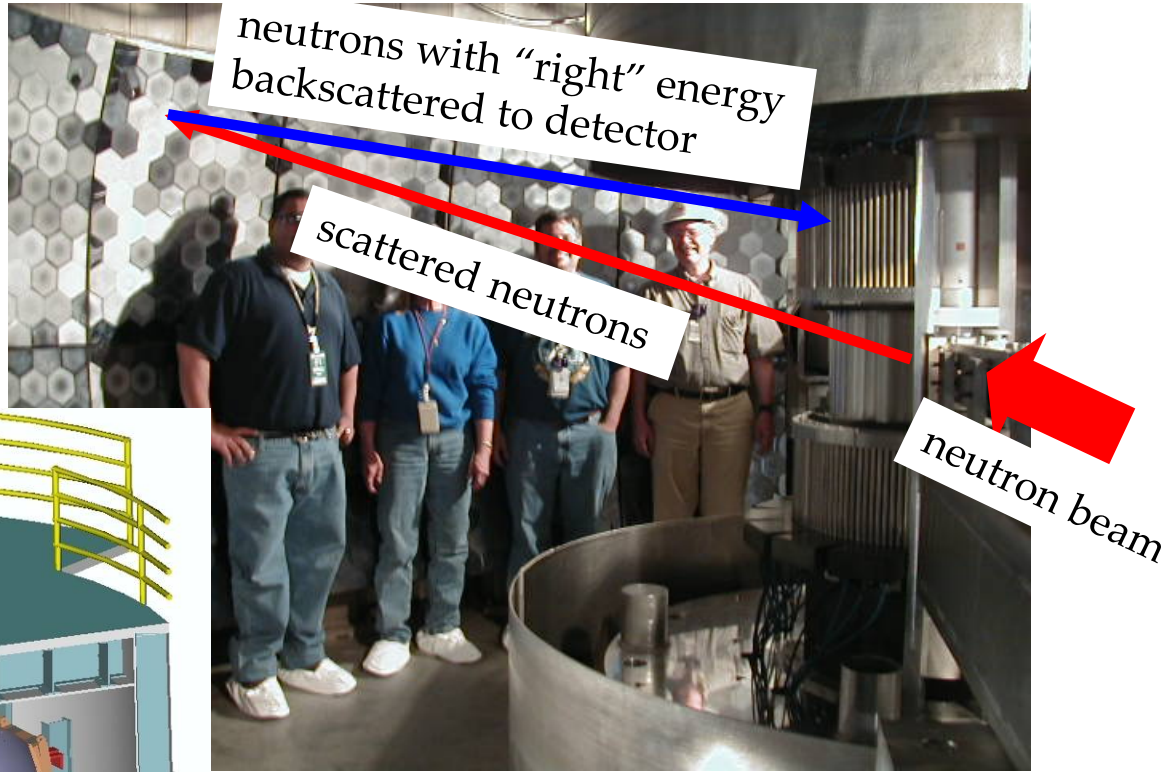 neutrons with “right” energy
backscattered to detector
scattered neutrons
neutron beam